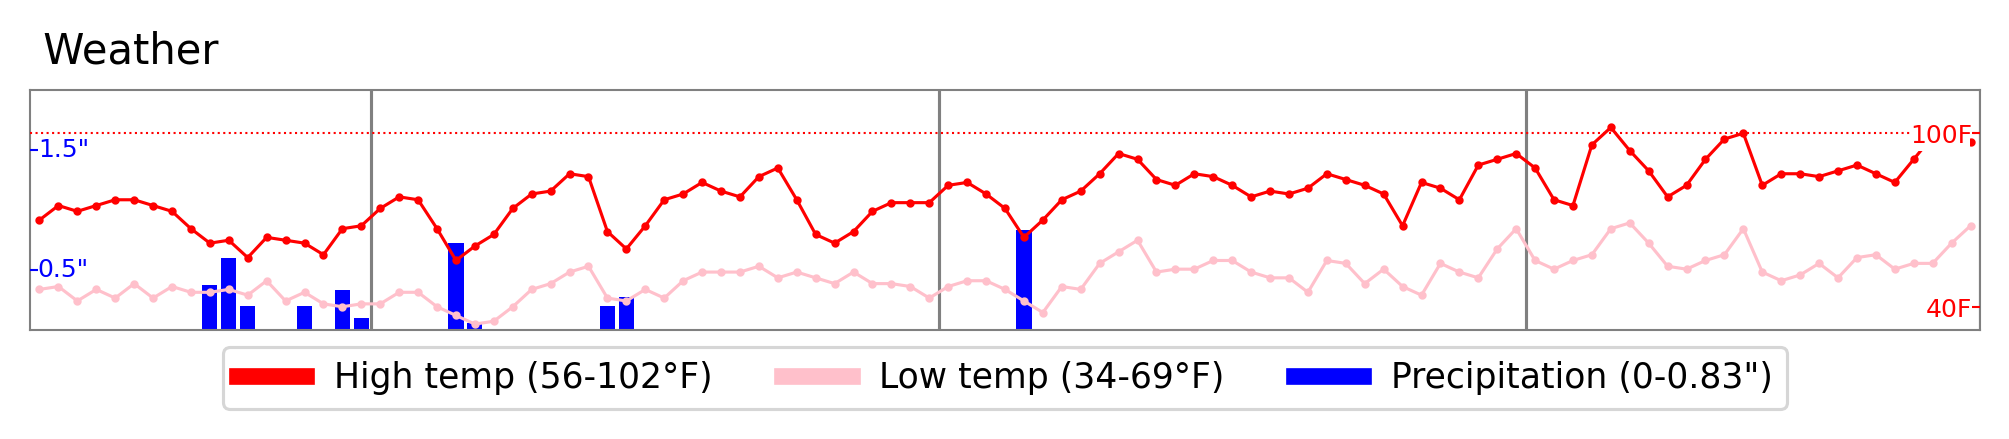 Weather
1.5"
100F
0.5"
40F
High temp (56-102°F)
Low temp (34-69°F)
Precipitation (0-0.83")